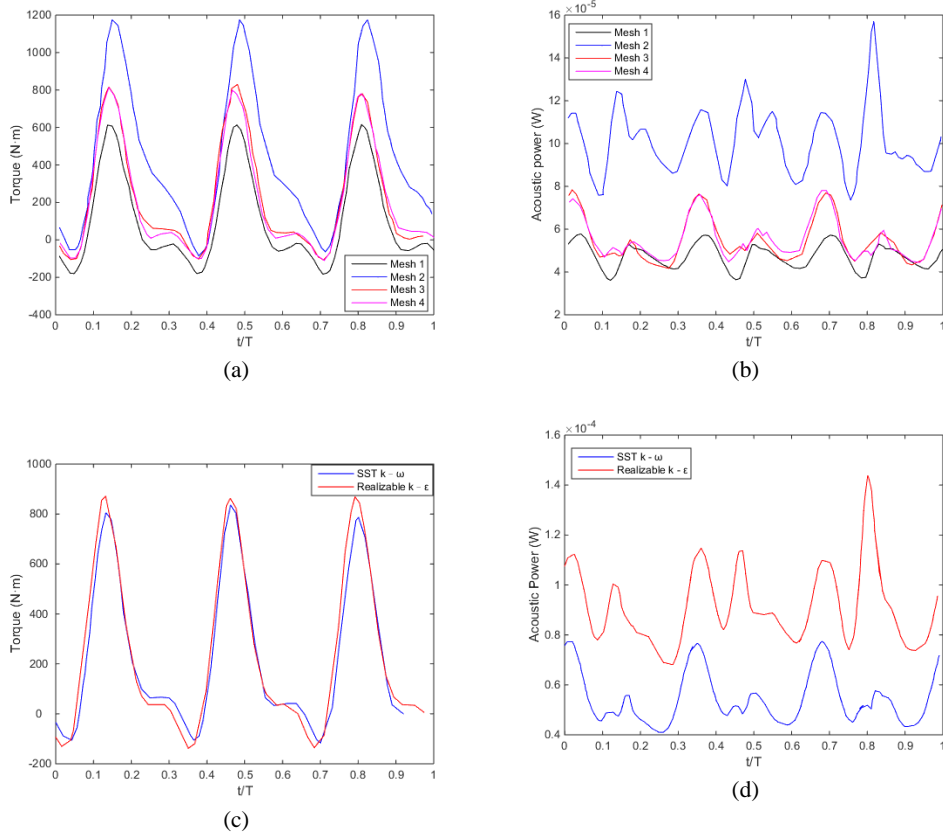 1200
1000
800
600
400
200
0
-200
-400
Torque (N·m)
0 0.1 0.2 0.3 0.4 0.5 0.6 0.7 0.8 0.9 1
t/T
Mesh 1
Mesh 2
Mesh 3
Mesh 4
(a)
×10⁻⁵
16
14
12
10
8
6
4
2
Acoustic power (W)
0 0.1 0.2 0.3 0.4 0.5 0.6 0.7 0.8 0.9 1
t/T
Mesh 1
Mesh 2
Mesh 3
Mesh 4
(b)
1000
800
600
400
200
0
-200
Torque (N·m)
0 0.1 0.2 0.3 0.4 0.5 0.6 0.7 0.8 0.9 1
t/T
SST k - ω
Realizable k - ε
(c)
×10⁻⁴
1.6
1.4
1.2
1
0.8
0.6
0.4
Acoustic Power (W)
0 0.1 0.2 0.3 0.4 0.5 0.6 0.7 0.8 0.9 1
t/T
SST k - ω
Realizable k - ε
(d)